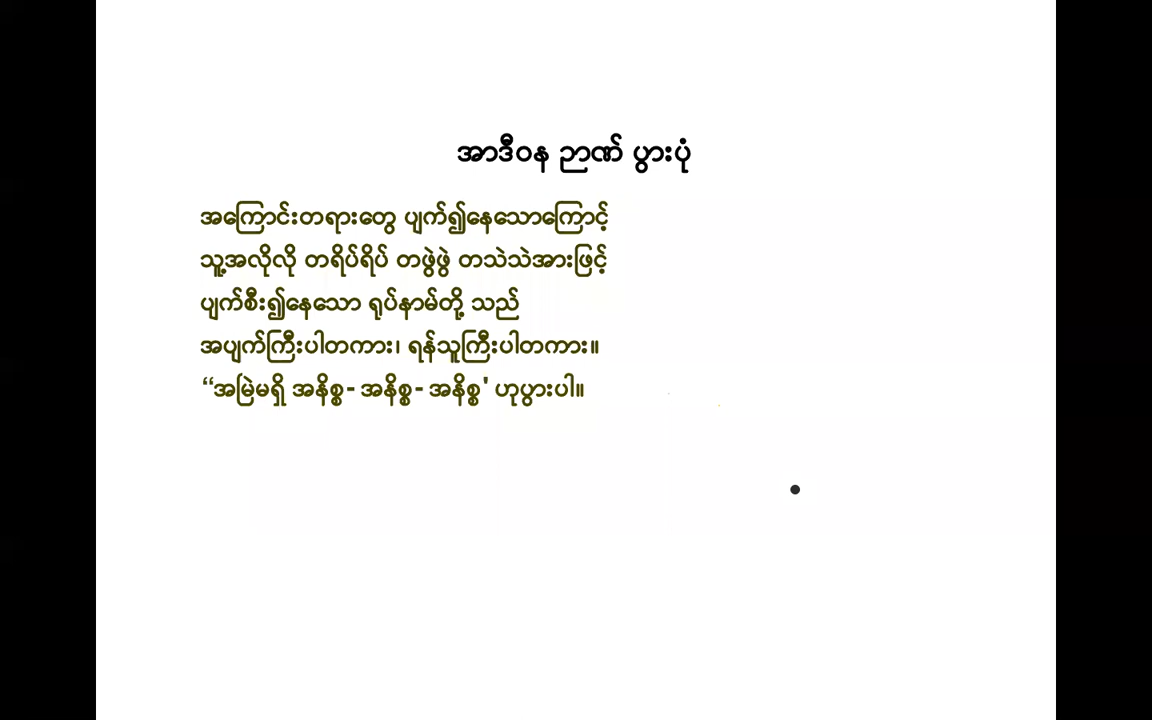 အာဒီဝန ဉာဏ် ပွားပုံ
အကြောင်းတရားတွေ ပျက်၍နေသောကြောင့်
သူ့အလိုလို တရိပ်ရိပ် တဖွဲဖွဲ တသဲသဲအားဖြင့်
ပျက်စီး၍နေသော ရုပ်နာမ်တို့ သည်
အပျက်ကြီးပါတကား၊ ရန်သူကြီးပါတကား။
“အမြဲမရှိ အနိစ္စ- အနိစ္စ- အနိစ္စ' ဟုပွားပါ။